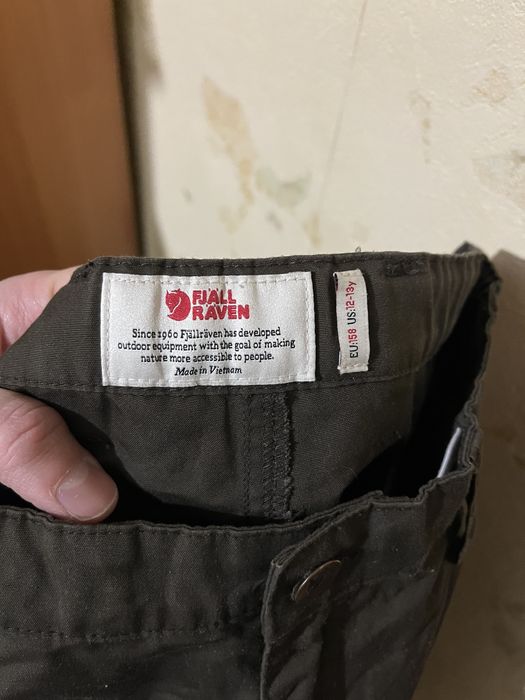 FJÄLL
RÄVEN
Since 1960 Fjällräven has developed
outdoor equipment with the goal of making
nature more accessible to people.
Made in Vietnam
EU:158 US:12-13y